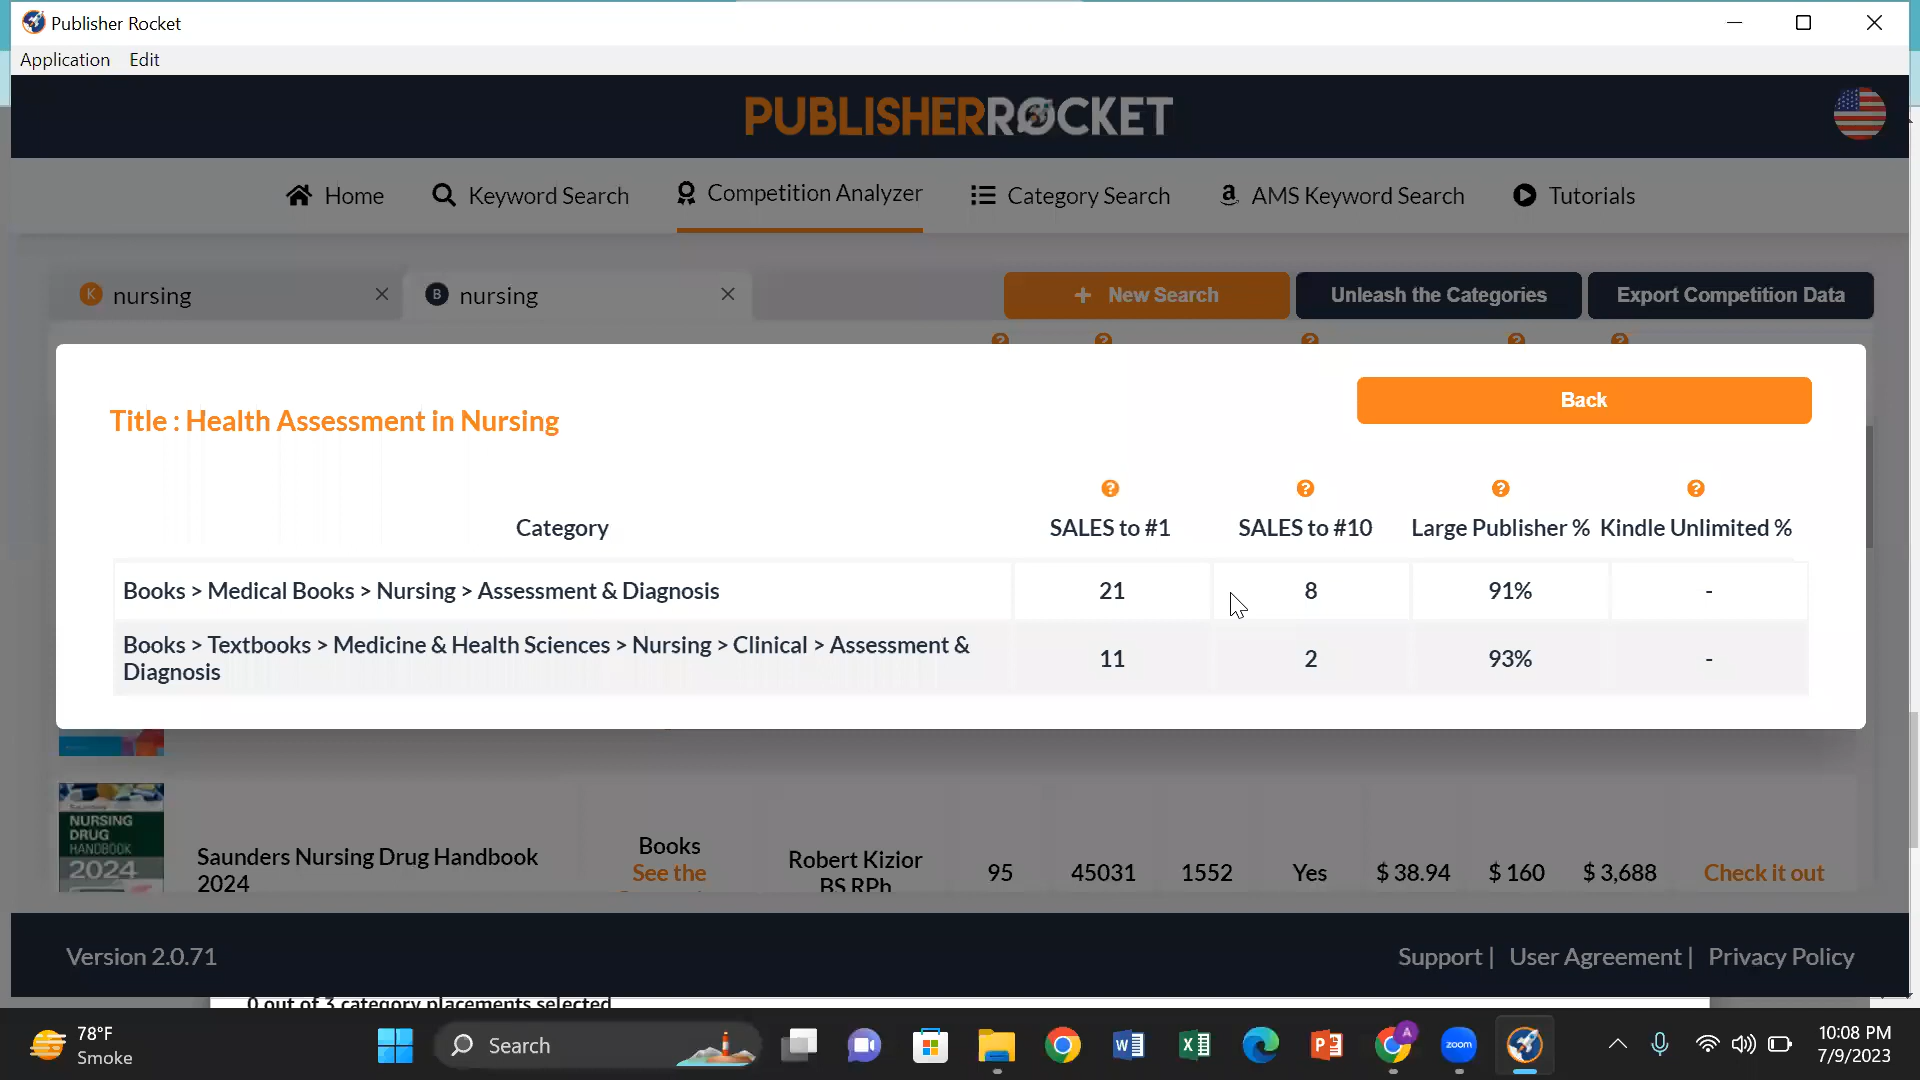 Publisher Rocket
Application Edit
PUBLISHERROCKET
Home Keyword Search Competition Analyzer Category Search AMS Keyword Search Tutorials
K nursing B nursing + New Search Unleash the Categories Export Competition Data
Title : Health Assessment in Nursing
Back
Category SALES to #1 SALES to #10 Large Publisher % Kindle Unlimited %
Books > Medical Books > Nursing > Assessment & Diagnosis 21 8 91% -
Books > Textbooks > Medicine & Health Sciences > Nursing > Clinical > Assessment &
Diagnosis 11 2 93% -
NURSING
DRUG
HANDBOOK
2024
Saunders Nursing Drug Handbook
2024
Books
See the
Robert Kizior
BS RPh
95 45031 1552 Yes $ 38.94 $ 160 $ 3,688 Check it out
Version 2.0.71 Support | User Agreement | Privacy Policy
0 out of 3 category placements selected
78°F
Smoke
Search
zoom
10:08 PM
7/9/2023